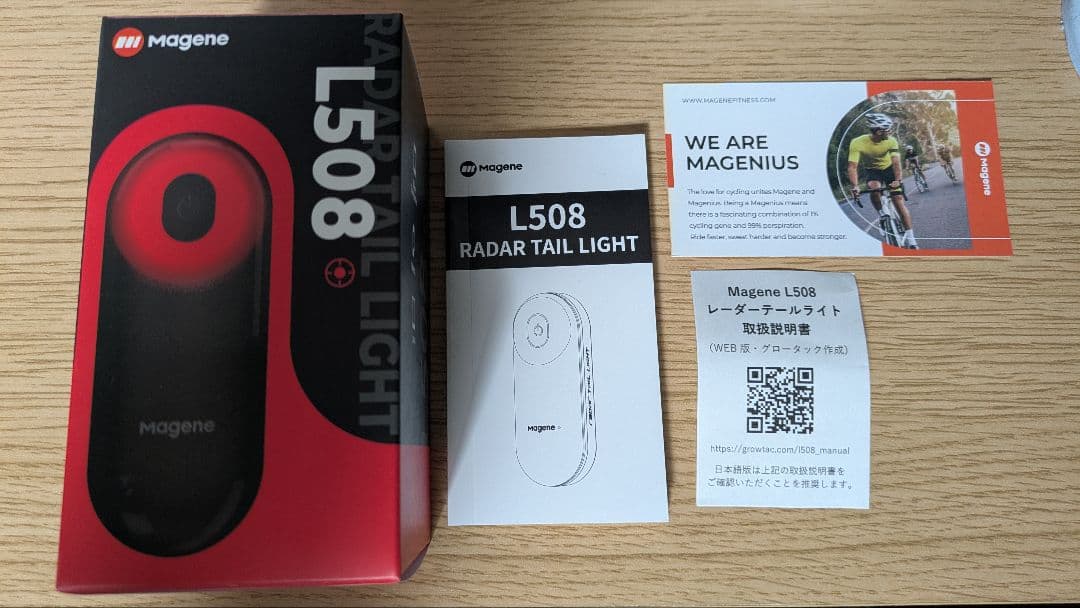 Magene
L508
RADAR TAIL LIGHT
Magene
Magene
L508
RADAR TAIL LIGHT
Magene
WWW.MAGENEFITNESS.COM
WE ARE
MAGENIUS
The love for cycling unites Magene and
Magenius. Being a Magenius means
there is a fascinating combination of 1%
cycling gene and 99% perspiration.
Ride faster, sweat harder and become stronger.
Magene
Magene L508
レーダーテールライト
取扱説明書
（WEB 版・グロータック作成）
https://growtac.com/l508_manual
日本語版は上記の取扱説明書を
ご確認いただくことを推奨します。